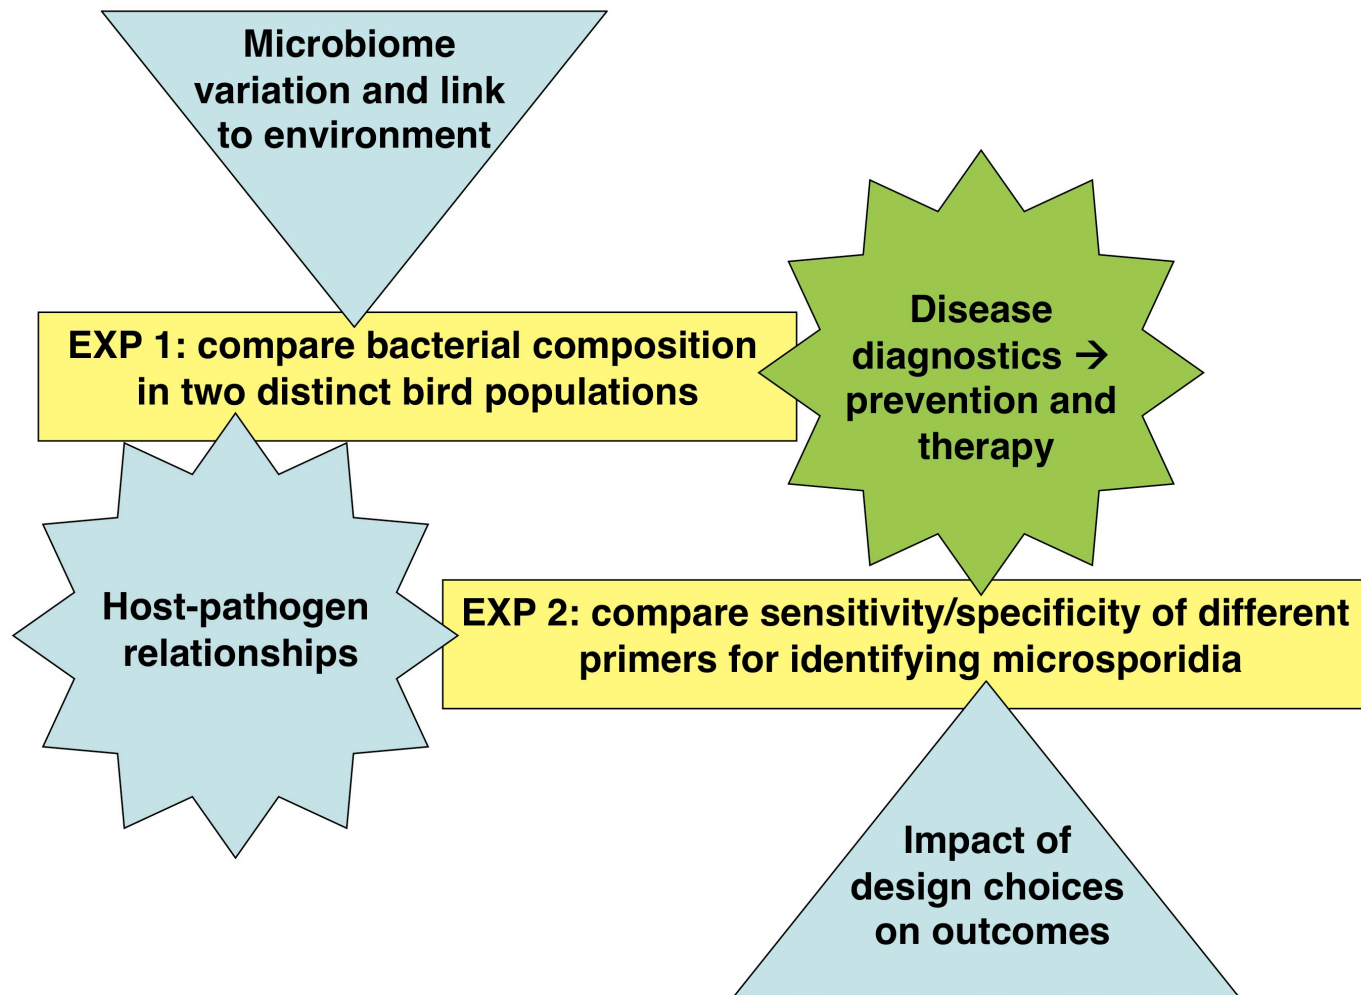 Microbiome
variation and link
to environment
EXP 1: compare bacterial composition
in two distinct bird populations
Disease
diagnostics →
prevention and
therapy
Host-pathogen
relationships
EXP 2: compare sensitivity/specificity of different
primers for identifying microsporidia
Impact of
design choices
on outcomes